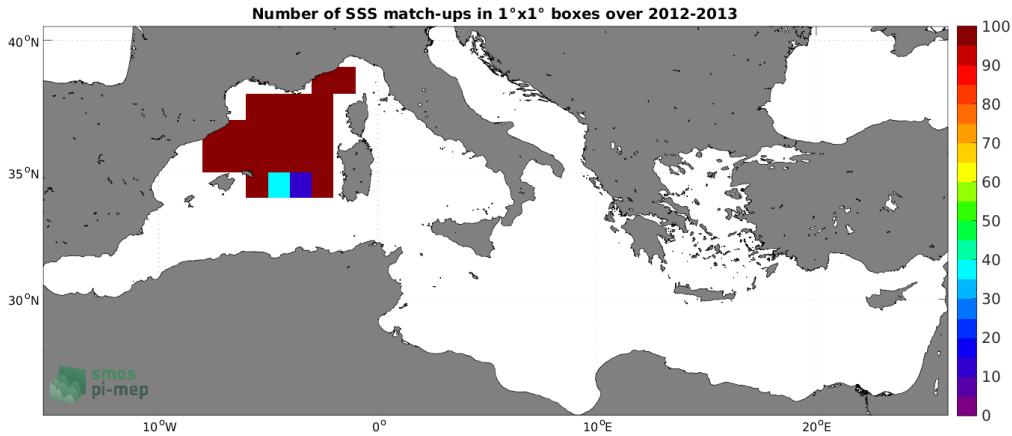 Number of SSS match-ups in 1°x1° boxes over 2012-2013
40°N
35°N
30°N
10°W
0°
10°E
20°E
100
90
80
70
60
50
40
30
20
10
0
smos
pi-mep